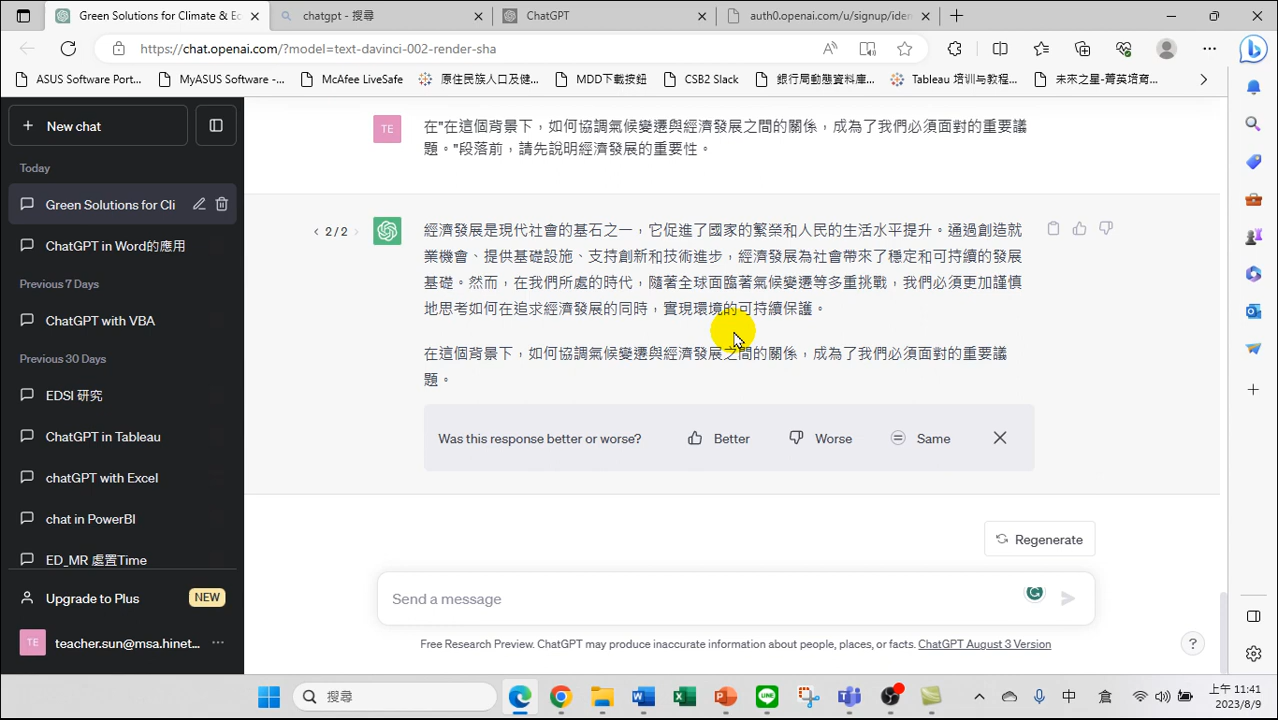 Green Solutions for Climate & Ec
chatgpt - 搜尋
ChatGPT
auth0.openai.com/u/signup/iden
https://chat.openai.com/?model=text-davinci-002-render-sha
ASUS Software Port...
MyASUS Software -...
McAfee LiveSafe
原住民族人口及健...
MDD下載按鈕
CSB2 Slack
銀行局動態資料庫...
Tableau 培训与教程...
未來之星-菁英培育...
New chat
Today
Green Solutions for Cli
ChatGPT in Word的應用
Previous 7 Days
ChatGPT with VBA
Previous 30 Days
EDSI 研究
ChatGPT in Tableau
chatGPT with Excel
chat in PowerBI
ED_MR 處置Time
Upgrade to Plus
NEW
TE
teacher.sun@msa.hinet...
TE
在"在這個背景下，如何協調氣候變遷與經濟發展之間的關係，成為了我們必須面對的重要議
題。"段落前，請先說明經濟發展的重要性。
2 / 2
經濟發展是現代社會的基石之一，它促進了國家的繁榮和人民的生活水平提升。通過創造就
業機會、提供基礎設施、支持創新和技術進步，經濟發展為社會帶來了穩定和可持續的發展
基礎。然而，在我們所處的時代，隨著全球面臨著氣候變遷等多重挑戰，我們必須更加謹慎
地思考如何在追求經濟發展的同時，實現環境的可持續保護。
在這個背景下，如何協調氣候變遷與經濟發展之間的關係，成為了我們必須面對的重要議
題。
Was this response better or worse?
Better
Worse
Same
Regenerate
Send a message
Free Research Preview. ChatGPT may produce inaccurate information about people, places, or facts. ChatGPT August 3 Version
?
搜尋
中
倉
上午 11:41
2023/8/9